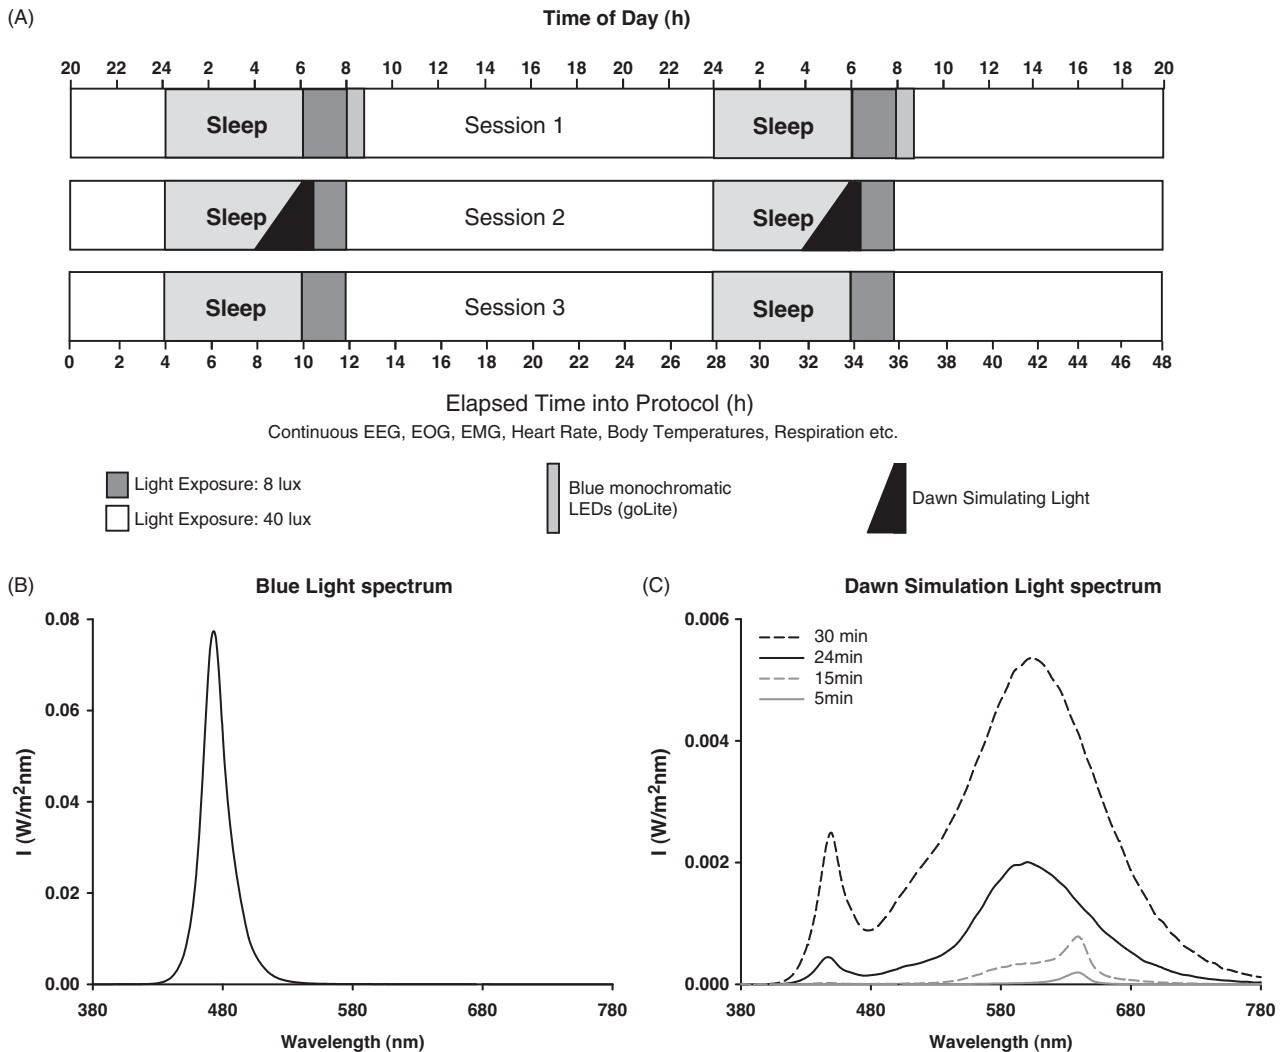 (A)
Time of Day (h)
20 22 24 2 4 6 8 10 12 14 16 18 20 22 24 2 4 6 8 10 12 14 16 18 20
Sleep Session 1 Sleep
Sleep Session 2 Sleep
Sleep Session 3 Sleep
0 2 4 6 8 10 12 14 16 18 20 22 24 26 28 30 32 34 36 38 40 42 44 46 48
Elapsed Time into Protocol (h)
Continuous EEG, EOG, EMG, Heart Rate, Body Temperatures, Respiration etc.
Light Exposure: 8 lux
Light Exposure: 40 lux
Blue monochromatic
LEDs (goLite)
Dawn Simulating Light
(B)
Blue Light spectrum
0.08
0.06
0.04
0.02
0.00
I (W/m²nm)
380 480 580 680 780
Wavelength (nm)
(C)
Dawn Simulation Light spectrum
30 min
24min
15min
5min
0.006
0.004
0.002
0.000
I (W/m²nm)
380 480 580 680 780
Wavelength (nm)